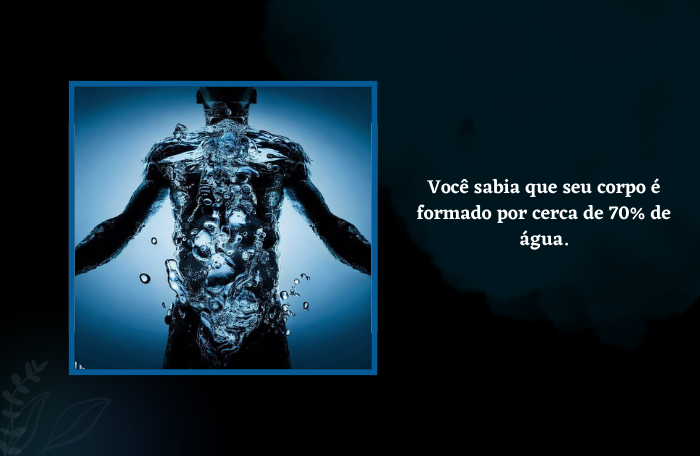 Você sabia que seu corpo é
formado por cerca de 70% de
água.